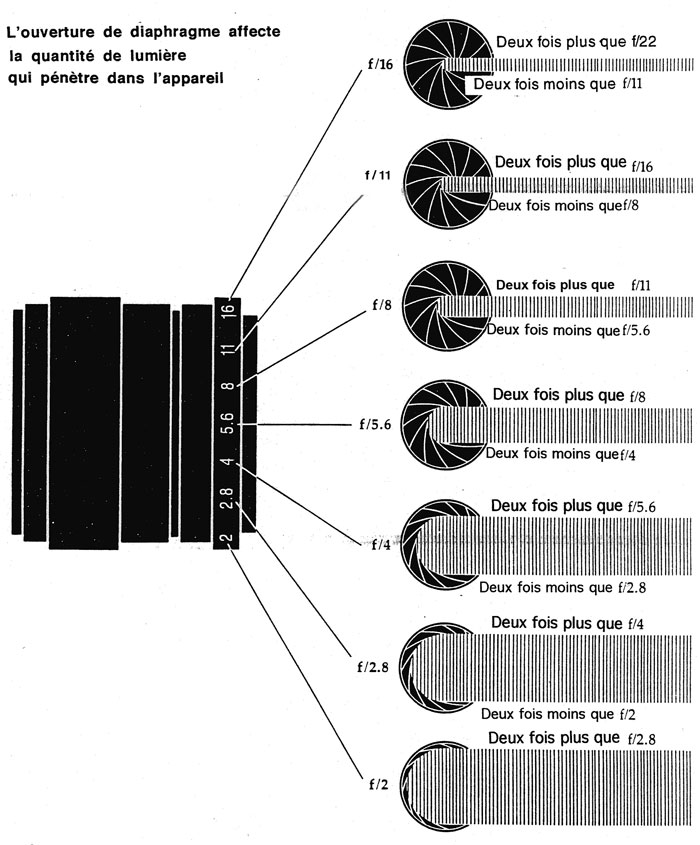 L'ouverture de diaphragme affecte
la quantité de lumière
qui pénètre dans l'appareil
f/16
Deux fois plus que f/22
Deux fois moins que f/11
f/11
Deux fois plus que f/16
Deux fois moins que f/8
f/8
Deux fois plus que f/11
Deux fois moins que f/5.6
f/5.6
Deux fois plus que f/8
Deux fois moins que f/4
f/4
Deux fois plus que f/5.6
Deux fois moins que f/2.8
f/2.8
Deux fois plus que f/4
Deux fois moins que f/2
f/2
Deux fois plus que f/2.8
16
11
8
5.6
4
2.8
2